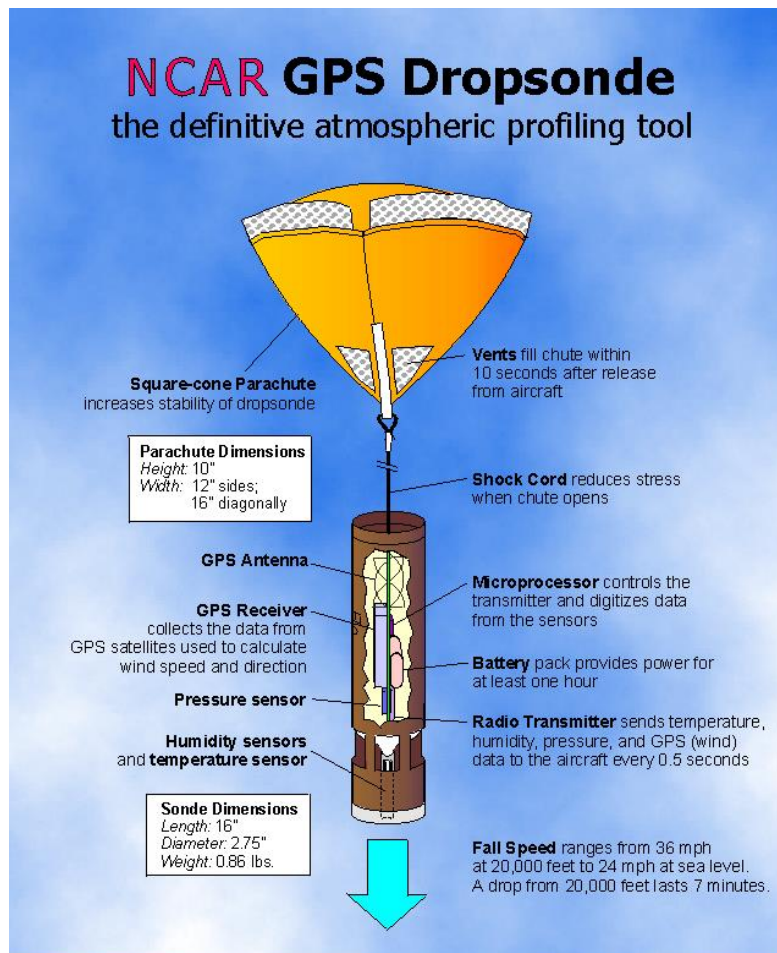 NCAR GPS Dropsonde
the definitive atmospheric profiling tool
Vents fill chute within
10 seconds after release
from aircraft
Square-cone Parachute
increases stability of dropsonde
Parachute Dimensions
Height: 10"
Width: 12" sides;
16" diagonally
Shock Cord reduces stress
when chute opens
GPS Antenna
GPS Receiver
collects the data from
GPS satellites used to calculate
wind speed and direction
Pressure sensor
Humidity sensors
and temperature sensor
Microprocessor controls the
transmitter and digitizes data
from the sensors
Battery pack provides power for
at least one hour
Radio Transmitter sends temperature,
humidity, pressure, and GPS (wind)
data to the aircraft every 0.5 seconds
Sonde Dimensions
Length: 16"
Diameter: 2.75"
Weight: 0.86 lbs.
Fall Speed ranges from 36 mph
at 20,000 feet to 24 mph at sea level.
A drop from 20,000 feet lasts 7 minutes.